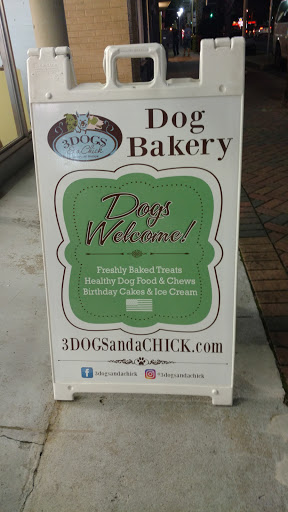 3DOGS
& a Chick
Dog
Bakery
Dogs
Welcome!
Freshly Baked Treats
Healthy Dog Food & Chews
Birthday Cakes & Ice Cream
3DOGSandaCHICK.com
3dogsandachick
@3dogsandachick